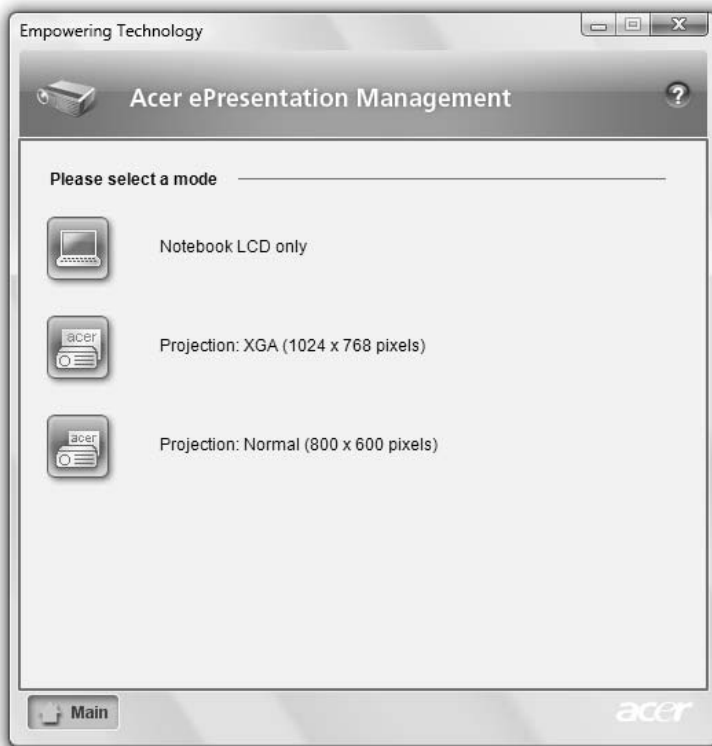 Empowering Technology
Acer ePresentation Management
?
Please select a mode
Notebook LCD only
acer
Projection: XGA (1024 x 768 pixels)
acer
Projection: Normal (800 x 600 pixels)
Main
acer